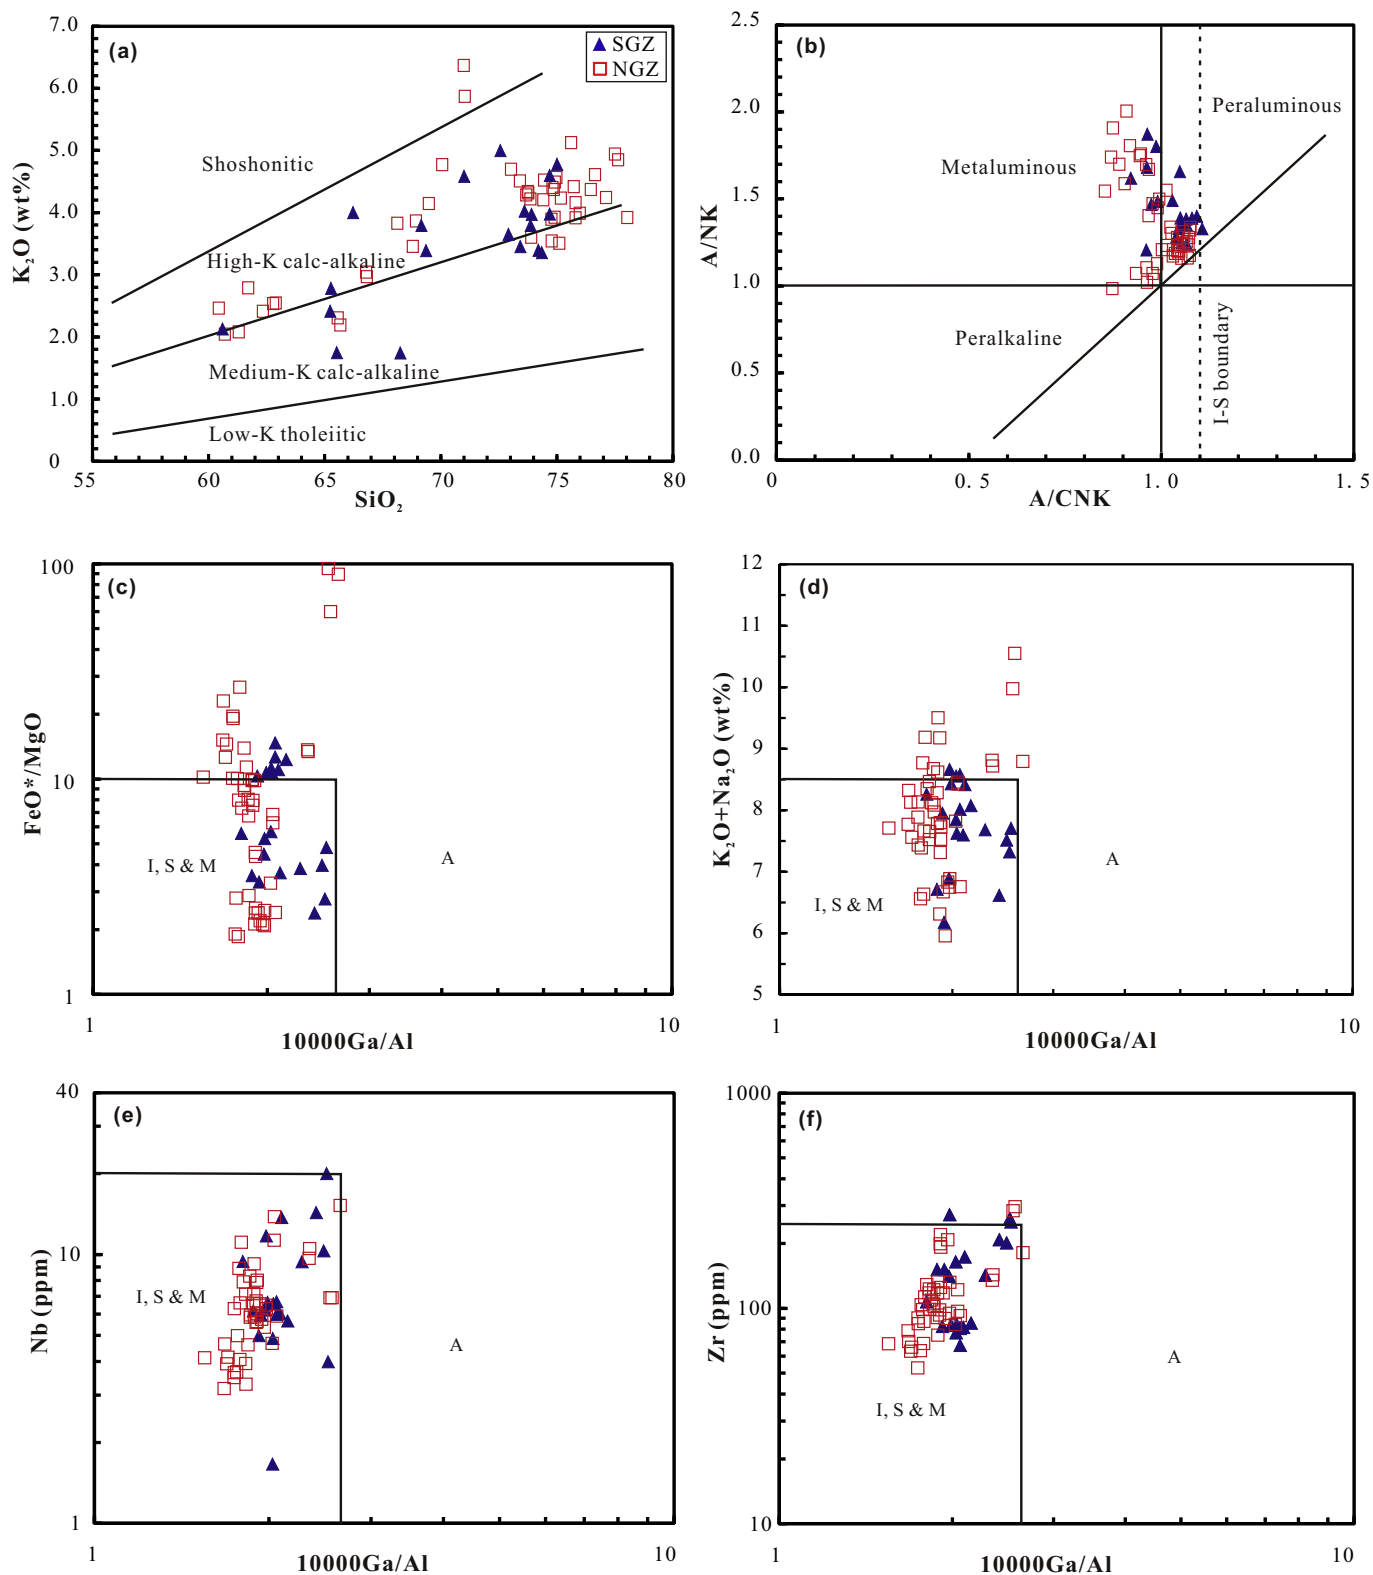 (a)
SGZ
NGZ
7.0
6.0
5.0
4.0
3.0
2.0
1.0
0
K₂O (wt%)
Shoshonitic
High-K calc-alkaline
Medium-K calc-alkaline
Low-K tholeiitic
55
60
65
70
75
80
SiO₂
(b)
2.5
2.0
1.5
1.0
0.5
0.0
A/NK
Peraluminous
Metaluminous
Peralkaline
I-S boundary
0
0.5
1.0
1.5
A/CNK
(c)
100
10
1
FeO*/MgO
I, S & M
A
1
10
10000Ga/Al
(d)
12
11
10
9
8
7
6
5
K₂O+Na₂O (wt%)
I, S & M
A
1
10
10000Ga/Al
(e)
40
10
1
Nb (ppm)
I, S & M
A
1
10
10000Ga/Al
(f)
1000
100
10
Zr (ppm)
I, S & M
A
1
10
10000Ga/Al